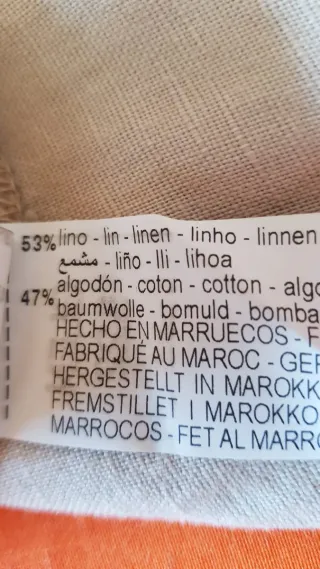 53% lino - lin - linen - linho - linnen
مشمع - liño - lli - lihoa
47% algodón - coton - cotton - algo
baumwolle - bomuld - bomba
HECHO EN MARRUECOS - F
FABRIQUÉ AU MAROC - GEF
HERGESTELLT IN MAROKK
FREMSTILLET I MAROKKO
MARROCOS - FET AL MARRO